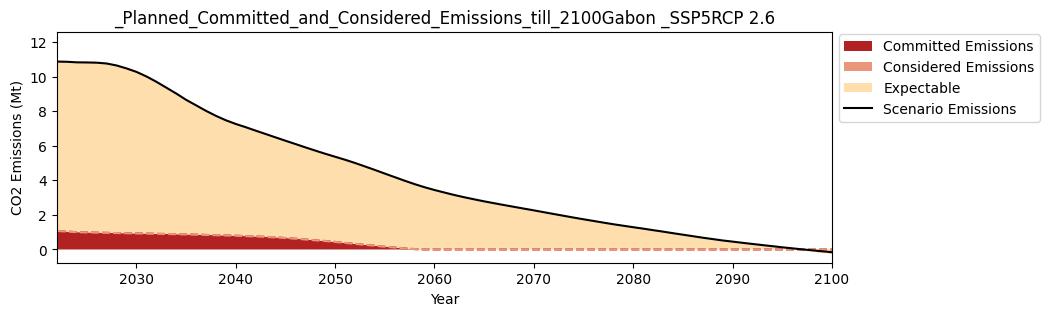 _Planned_Committed_and_Considered_Emissions_till_2100Gabon _SSP5RCP 2.6
12
10
8
6
4
2
0
CO2 Emissions (Mt)
2030 2040 2050 2060 2070 2080 2090 2100
Year
Committed Emissions
Considered Emissions
Expectable
Scenario Emissions